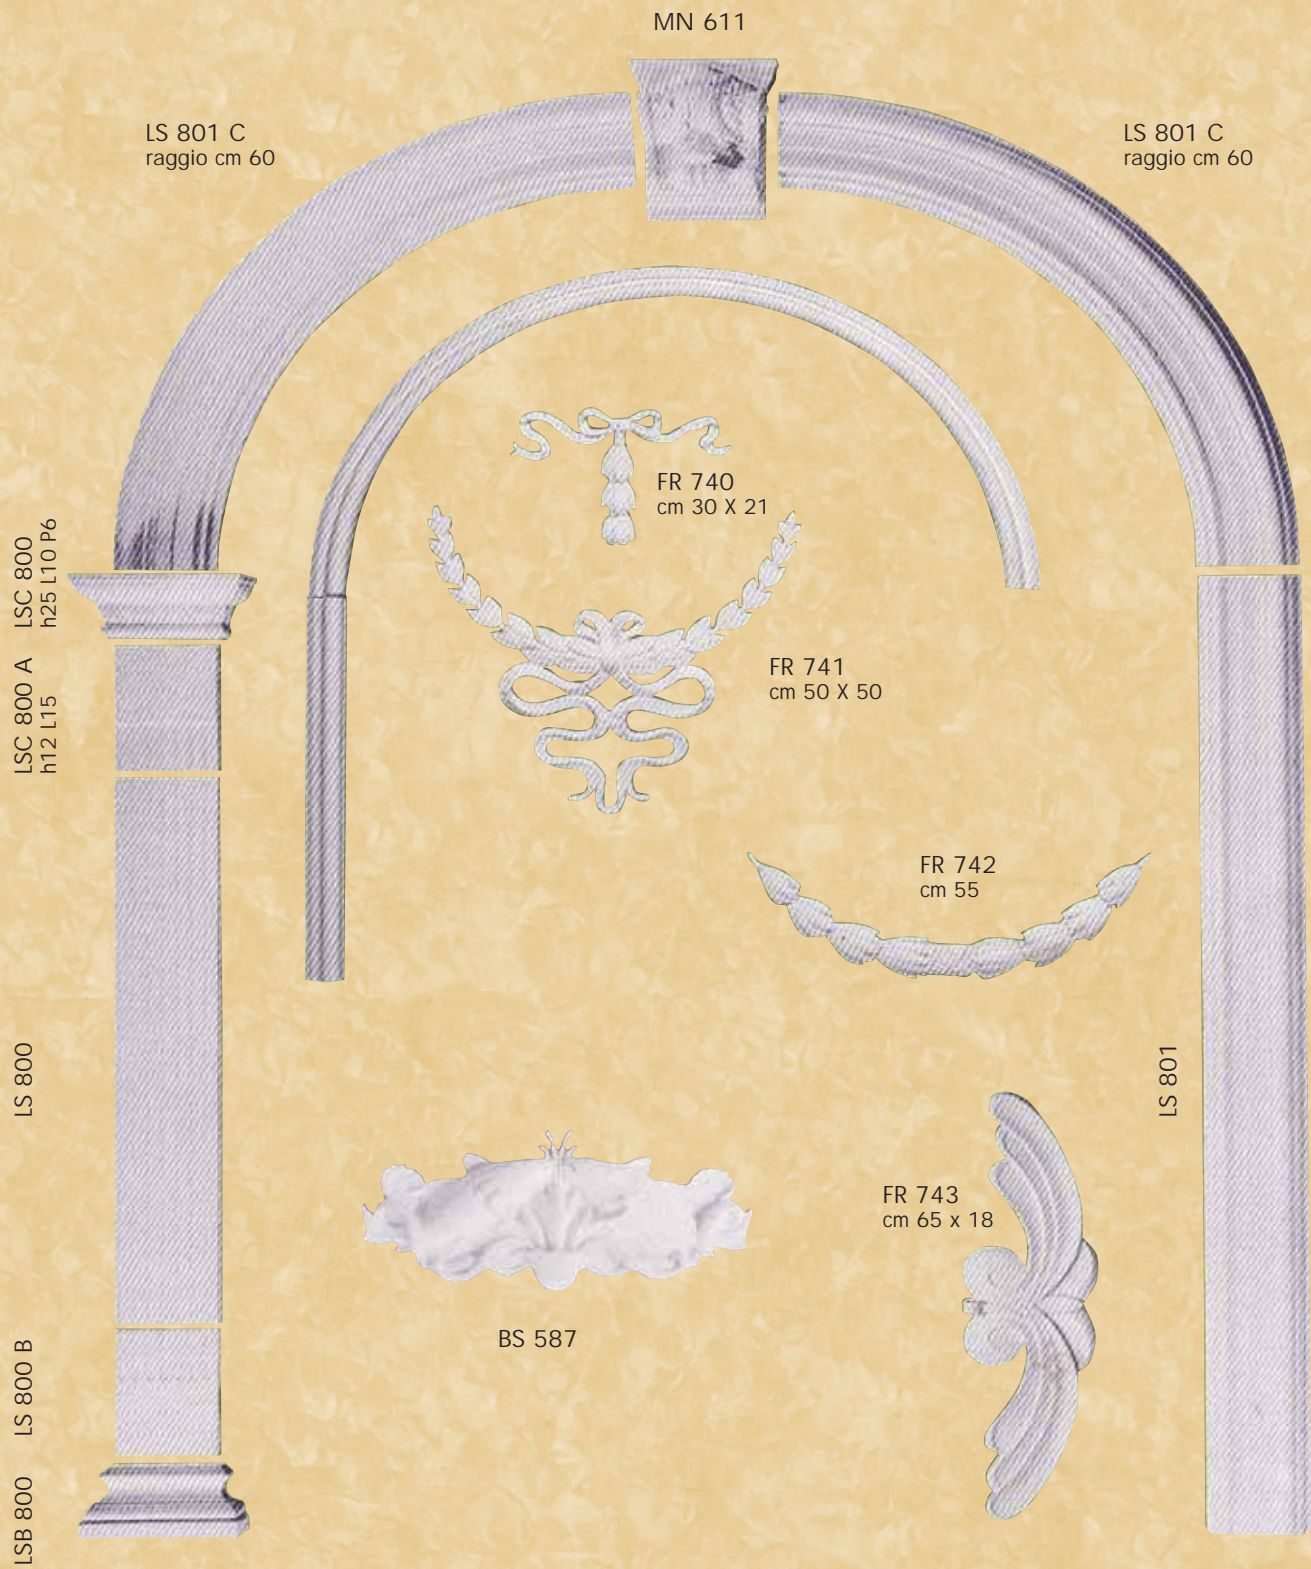 MN 611
LS 801 C
raggio cm 60
LS 801 C
raggio cm 60
FR 740
cm 30 X 21
LSC 800
h25 L10 P6
LSC 800 A
h12 L15
FR 741
cm 50 X 50
FR 742
cm 55
LS 800
LS 801
FR 743
cm 65 x 18
BS 587
LS 800 B
LSB 800